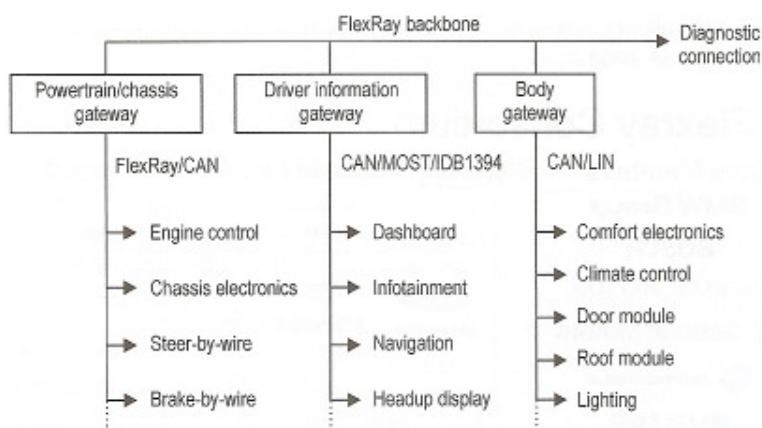 FlexRay backbone
Diagnostic
connection
Powertrain/chassis
gateway
Driver information
gateway
Body
gateway
FlexRay/CAN
CAN/MOST/IDB1394
CAN/LIN
Engine control
Chassis electronics
Steer-by-wire
Brake-by-wire
Dashboard
Infotainment
Navigation
Headup display
Comfort electronics
Climate control
Door module
Roof module
Lighting